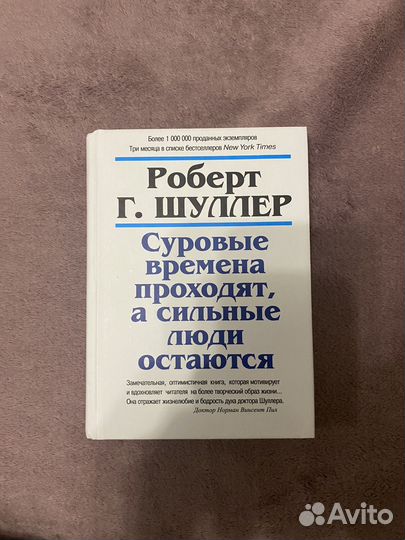 Более 1 000 000 проданных экземпляров
Три месяца в списке бестселлеров New York Times
Роберт
Г. ШУЛЛЕР
Суровые
времена
проходят,
а сильные
люди
остаются
Замечательная, оптимистичная книга, которая мотивирует
и вдохновляет читателя на более творческий образ жизни...
Она отражает жизнелюбие и бодрость духа доктора Шуллера.
Доктор Норман Винсент Пил
Avito